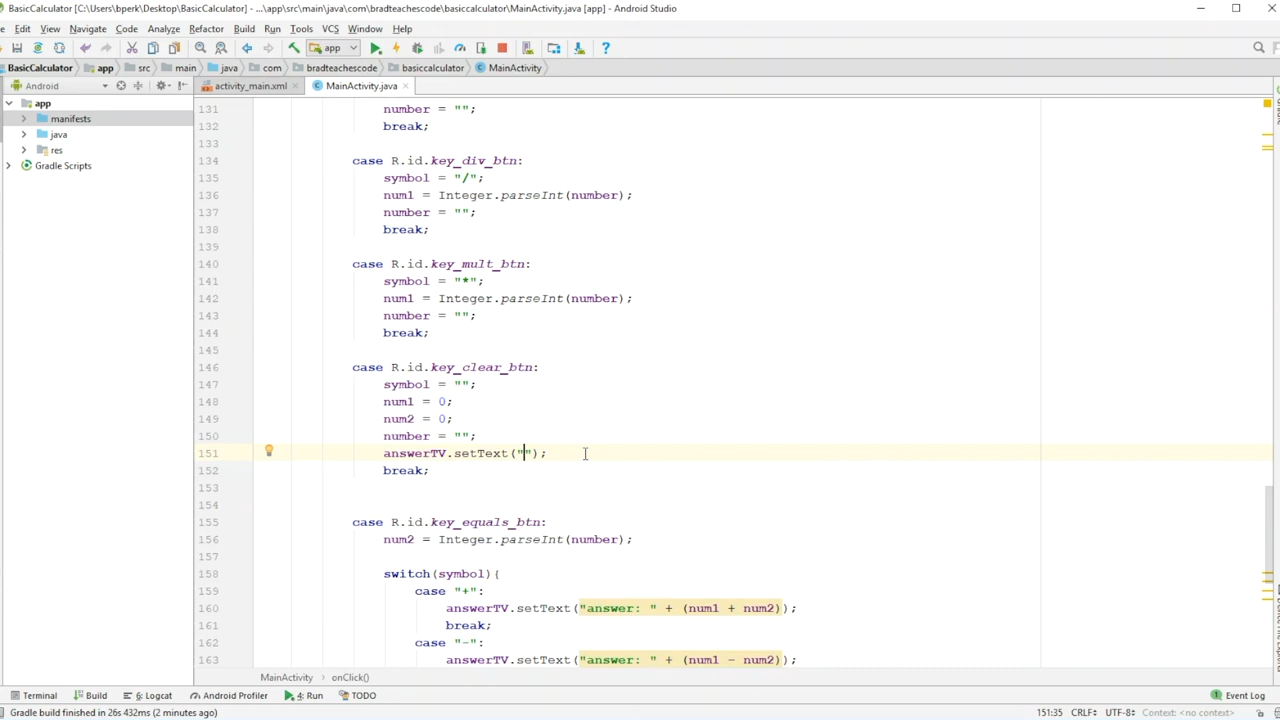 BasicCalculator [C:\Users\bperk\Desktop\BasicCalculator] - ...\app\src\main\java\com\bradteachescode\basiccalculator\MainActivity.java [app] - Android Studio
Edit View Navigate Code Analyze Refactor Build Run Tools VCS Window Help
app
BasicCalculator app src main java com bradteachescode basiccalculator MainActivity
Android activity_main.xml MainActivity.java
app
manifests
java
res
Gradle Scripts
131 number = "";
132 break;
133
134 case R.id.key_div_btn:
135 symbol = "/";
136 num1 = Integer.parseInt(number);
137 number = "";
138 break;
139
140 case R.id.key_mult_btn:
141 symbol = "*";
142 num1 = Integer.parseInt(number);
143 number = "";
144 break;
145
146 case R.id.key_clear_btn:
147 symbol = "";
148 num1 = 0;
149 num2 = 0;
150 number = "";
151 answerTV.setText("");
152 break;
153
154
155 case R.id.key_equals_btn:
156 num2 = Integer.parseInt(number);
157
158 switch(symbol){
159 case "+":
160 answerTV.setText("answer: " + (num1 + num2));
161 break;
162 case "-":
163 answerTV.setText("answer: " + (num1 - num2));
MainActivity onClick()
Terminal Build 6: Logcat Android Profiler 4: Run TODO Event Log
Gradle build finished in 26s 432ms (2 minutes ago) 151:35 CRLF UTF-8 Context: <no context>